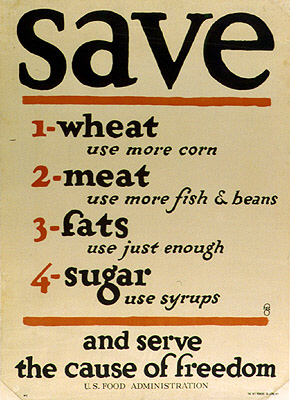 save
1-wheat
use more corn
2-meat
use more fish & beans
3-fats
use just enough
4-sugar
use syrups
and serve
the cause of freedom
U.S. FOOD ADMINISTRATION